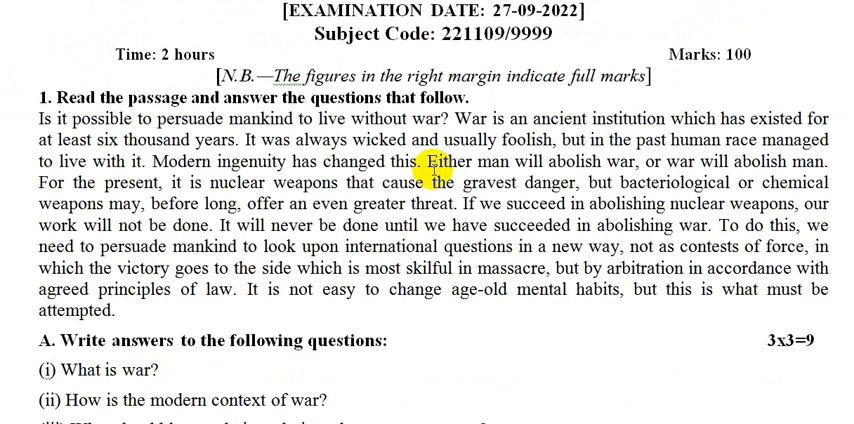 [EXAMINATION DATE: 27-09-2022]
Subject Code: 221109/9999
Time: 2 hours Marks: 100
[N.B.—The figures in the right margin indicate full marks]
1. Read the passage and answer the questions that follow.
Is it possible to persuade mankind to live without war? War is an ancient institution which has existed for
at least six thousand years. It was always wicked and usually foolish, but in the past human race managed
to live with it. Modern ingenuity has changed this. Either man will abolish war, or war will abolish man.
For the present, it is nuclear weapons that cause the gravest danger, but bacteriological or chemical
weapons may, before long, offer an even greater threat. If we succeed in abolishing nuclear weapons, our
work will not be done. It will never be done until we have succeeded in abolishing war. To do this, we
need to persuade mankind to look upon international questions in a new way, not as contests of force, in
which the victory goes to the side which is most skilful in massacre, but by arbitration in accordance with
agreed principles of law. It is not easy to change age-old mental habits, but this is what must be
attempted.
A. Write answers to the following questions: 3x3=9
(i) What is war?
(ii) How is the modern context of war?